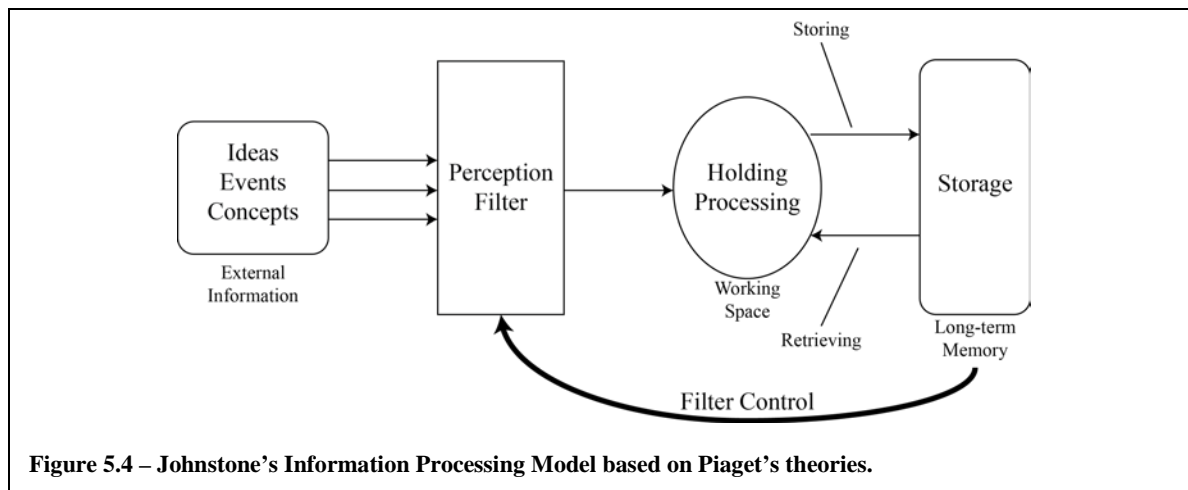 Storing
Ideas
Events
Concepts
External
Information
Perception
Filter
Holding
Processing
Working
Space
Storage
Retrieving
Long-term
Memory
Filter Control
Figure 5.4 – Johnstone’s Information Processing Model based on Piaget’s theories.